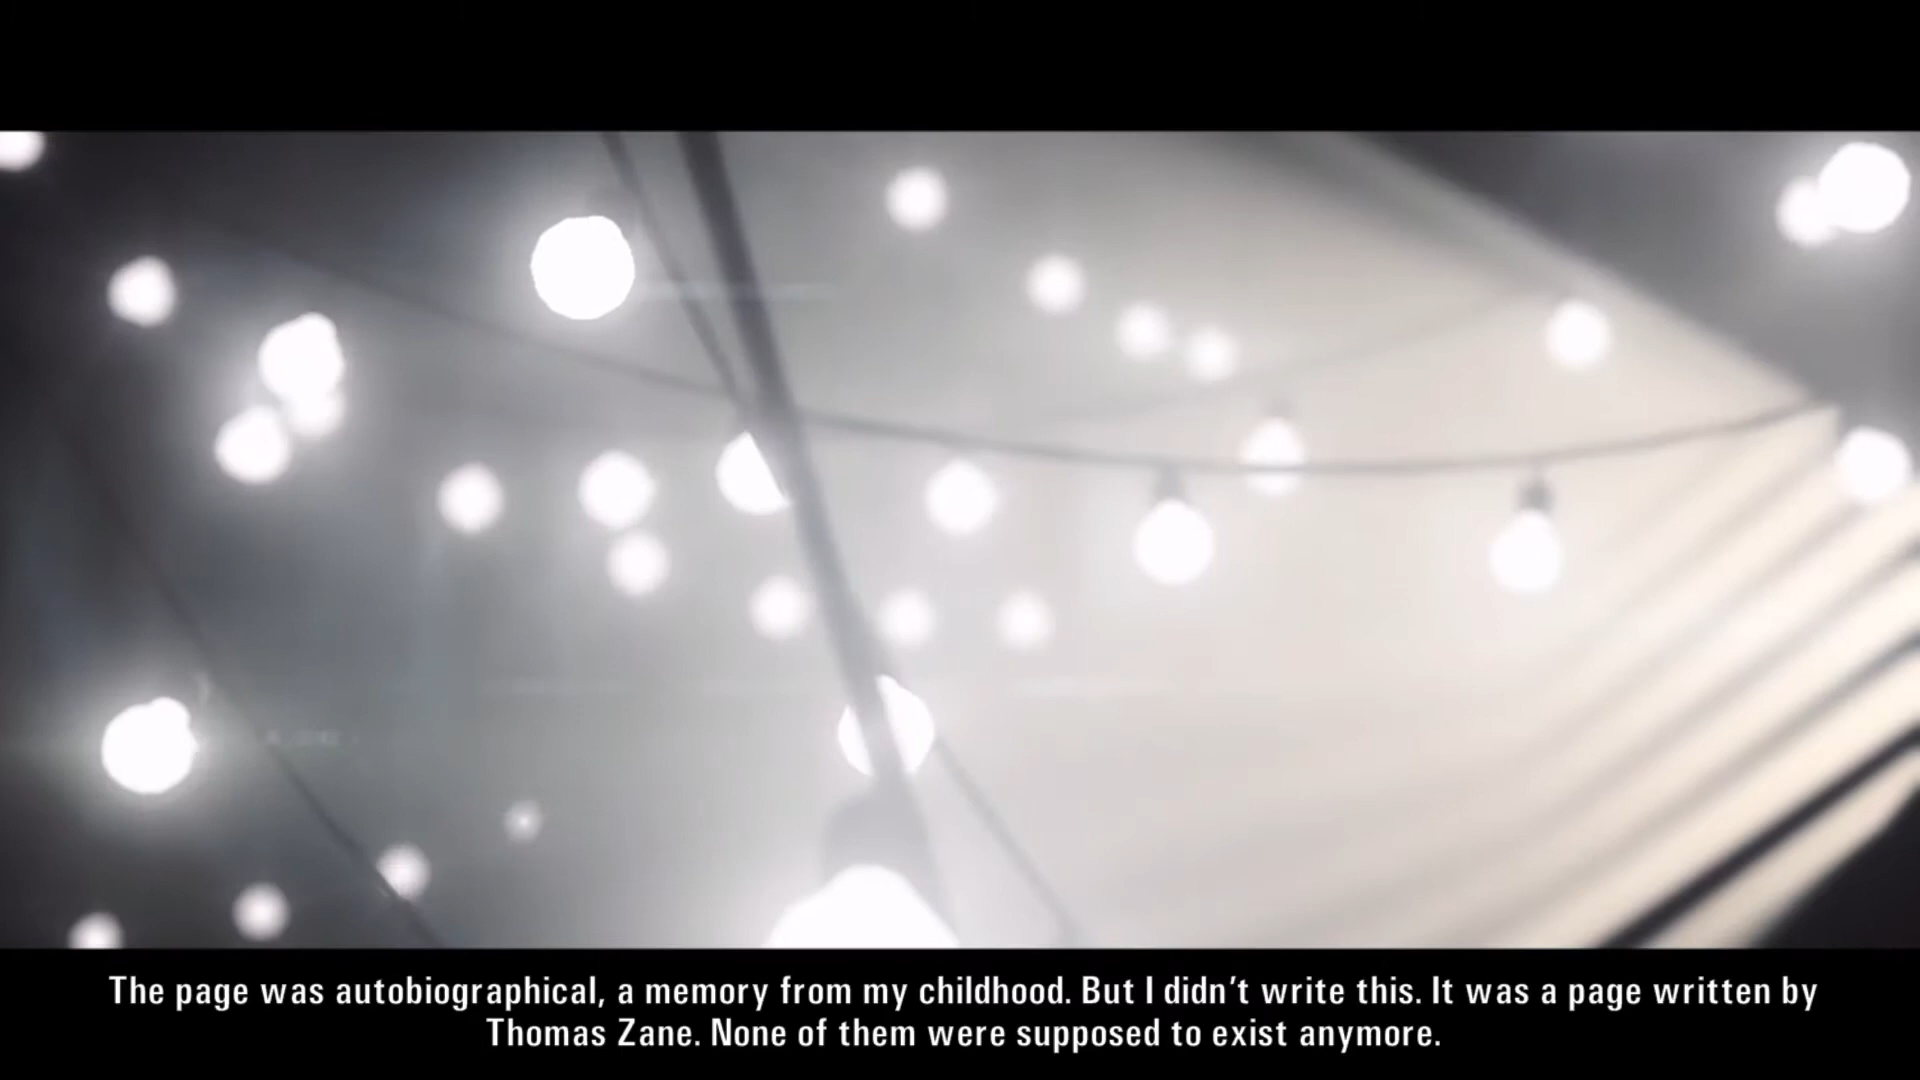 The page was autobiographical, a memory from my childhood. But I didn't write this. It was a page written by
Thomas Zane. None of them were supposed to exist anymore.